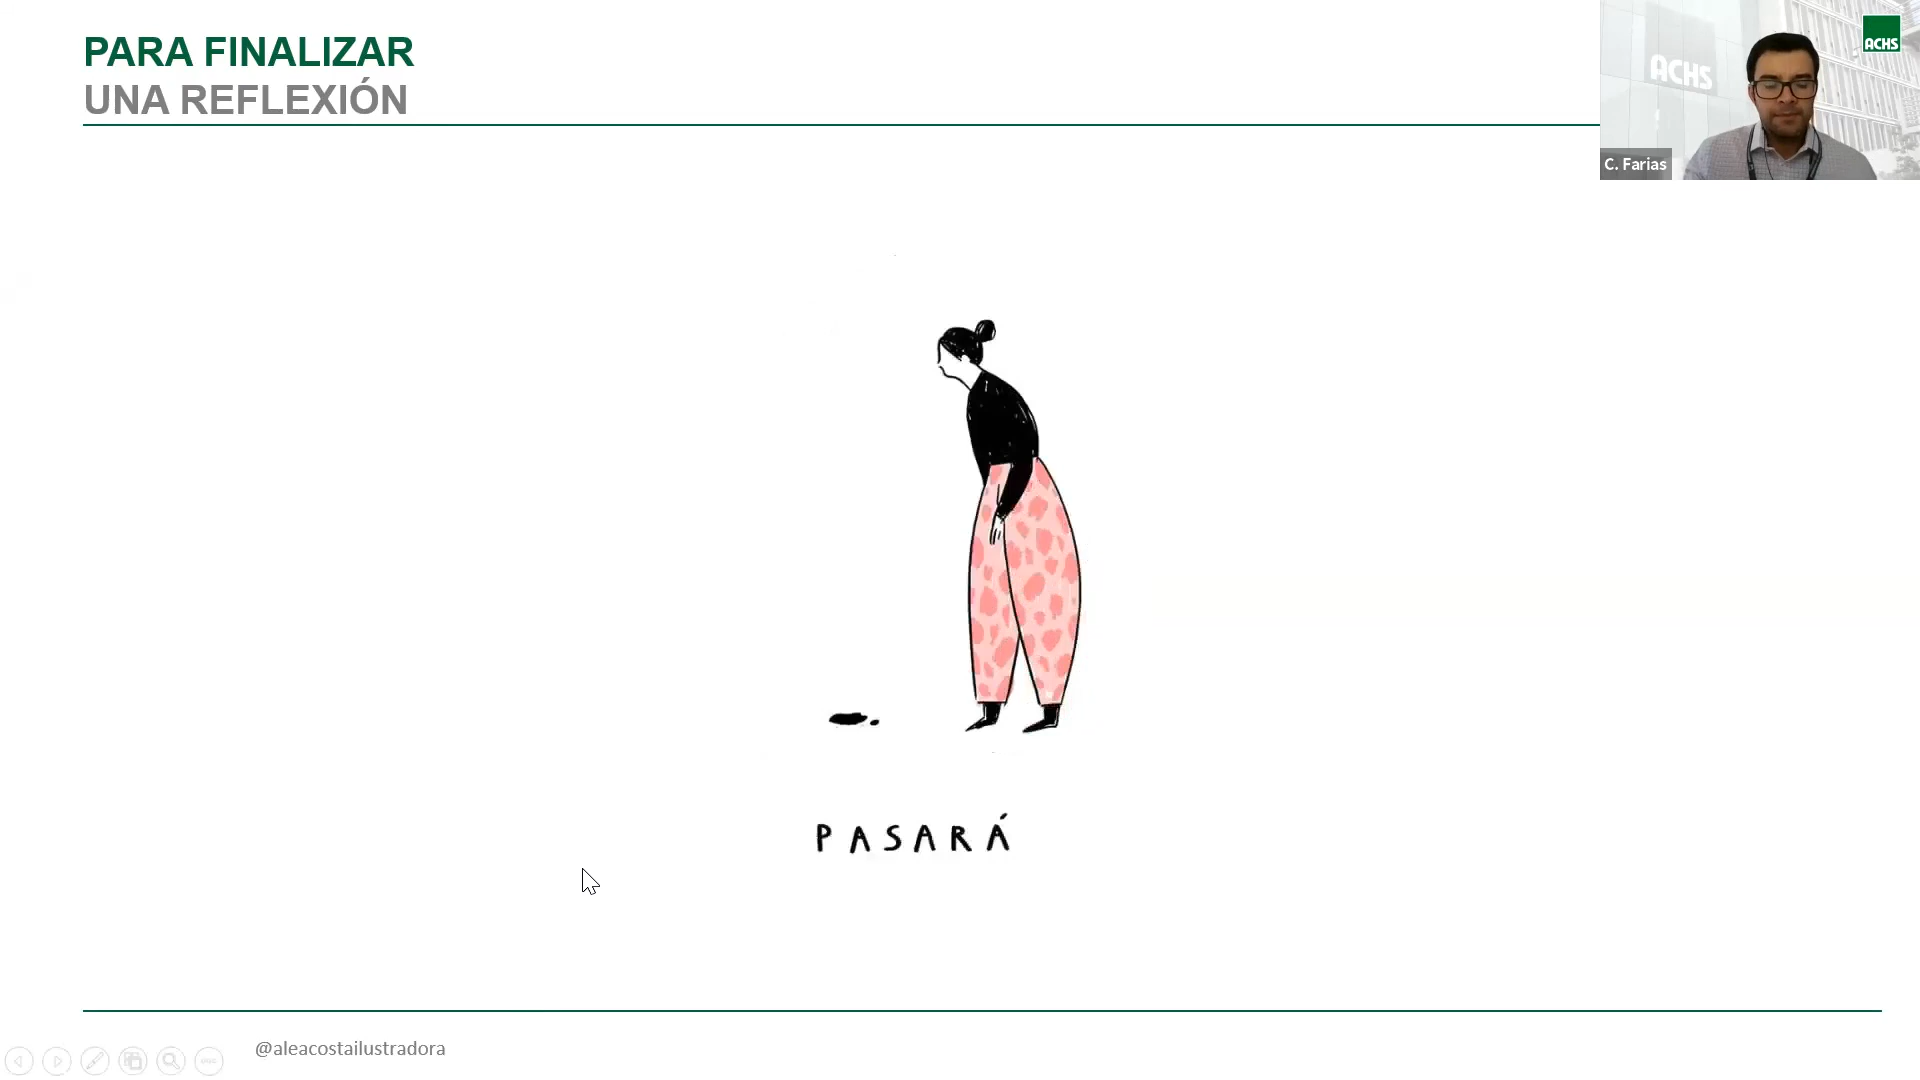 PARA FINALIZAR
UNA REFLEXIÓN
ACHS
ACHS
C. Farias
PASARÁ
@aleacostailustradora